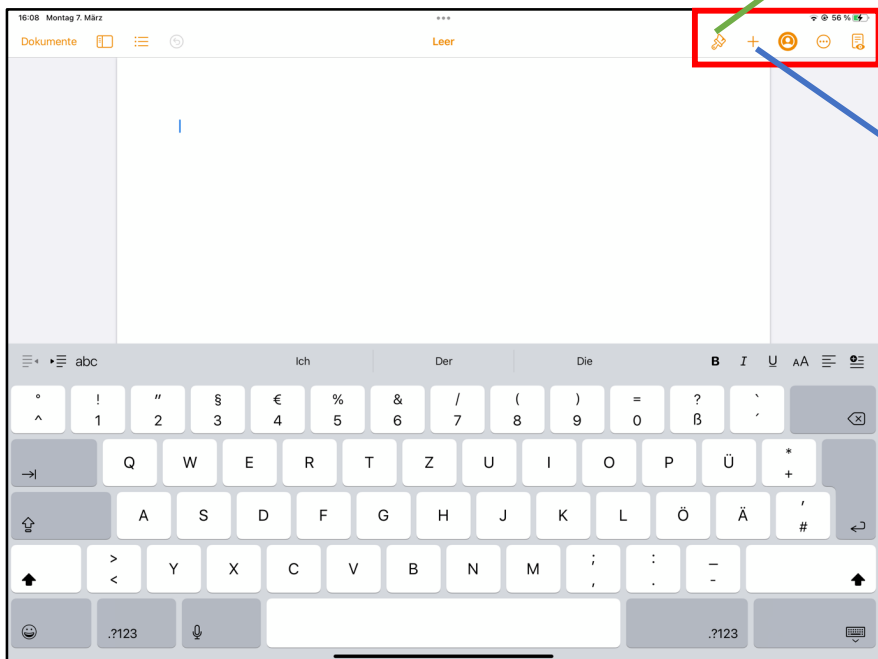 16:08 Montag 7. März
56 %
Dokumente
Leer
abc
Ich
Der
Die
B I U AA
° ! " § € % & / ( ) = ? `
^ 1 2 3 4 5 6 7 8 9 0 ß ´
Q W E R T Z U I O P Ü * +
A S D F G H J K L Ö Ä ' #
> < Y X C V B N M ; , : . _ -
.?123
.?123